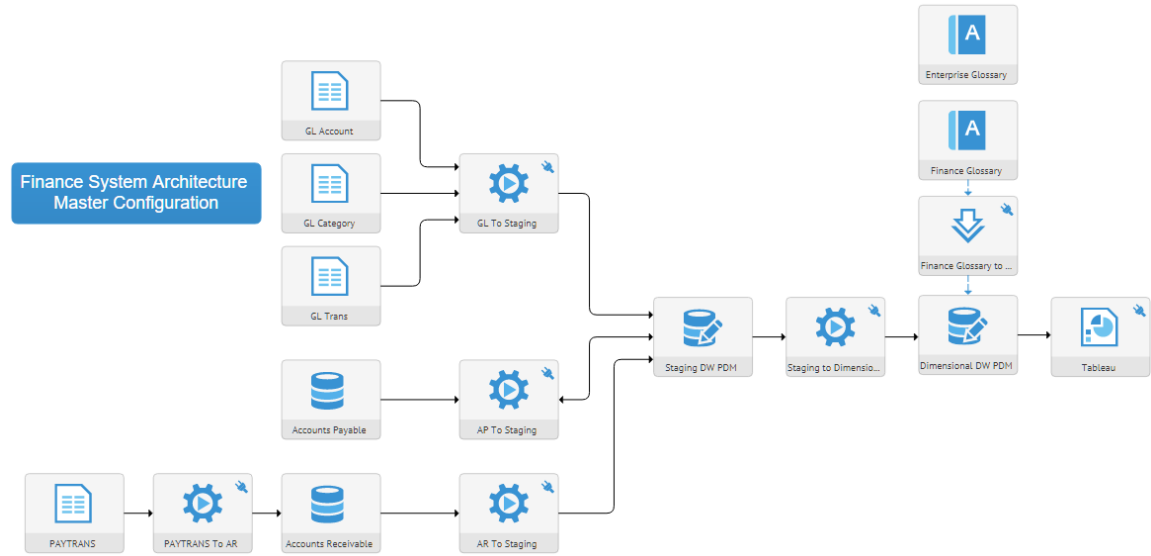 Enterprise Glossary
GL Account
Finance Glossary
Finance System Architecture
Master Configuration
GL Category
GL To Staging
Finance Glossary to ...
GL Trans
Staging DW PDM
Staging to Dimensio...
Dimensional DW PDM
Tableau
Accounts Payable
AP To Staging
PAYTRANS
PAYTRANS To AR
Accounts Receivable
AR To Staging
A
A